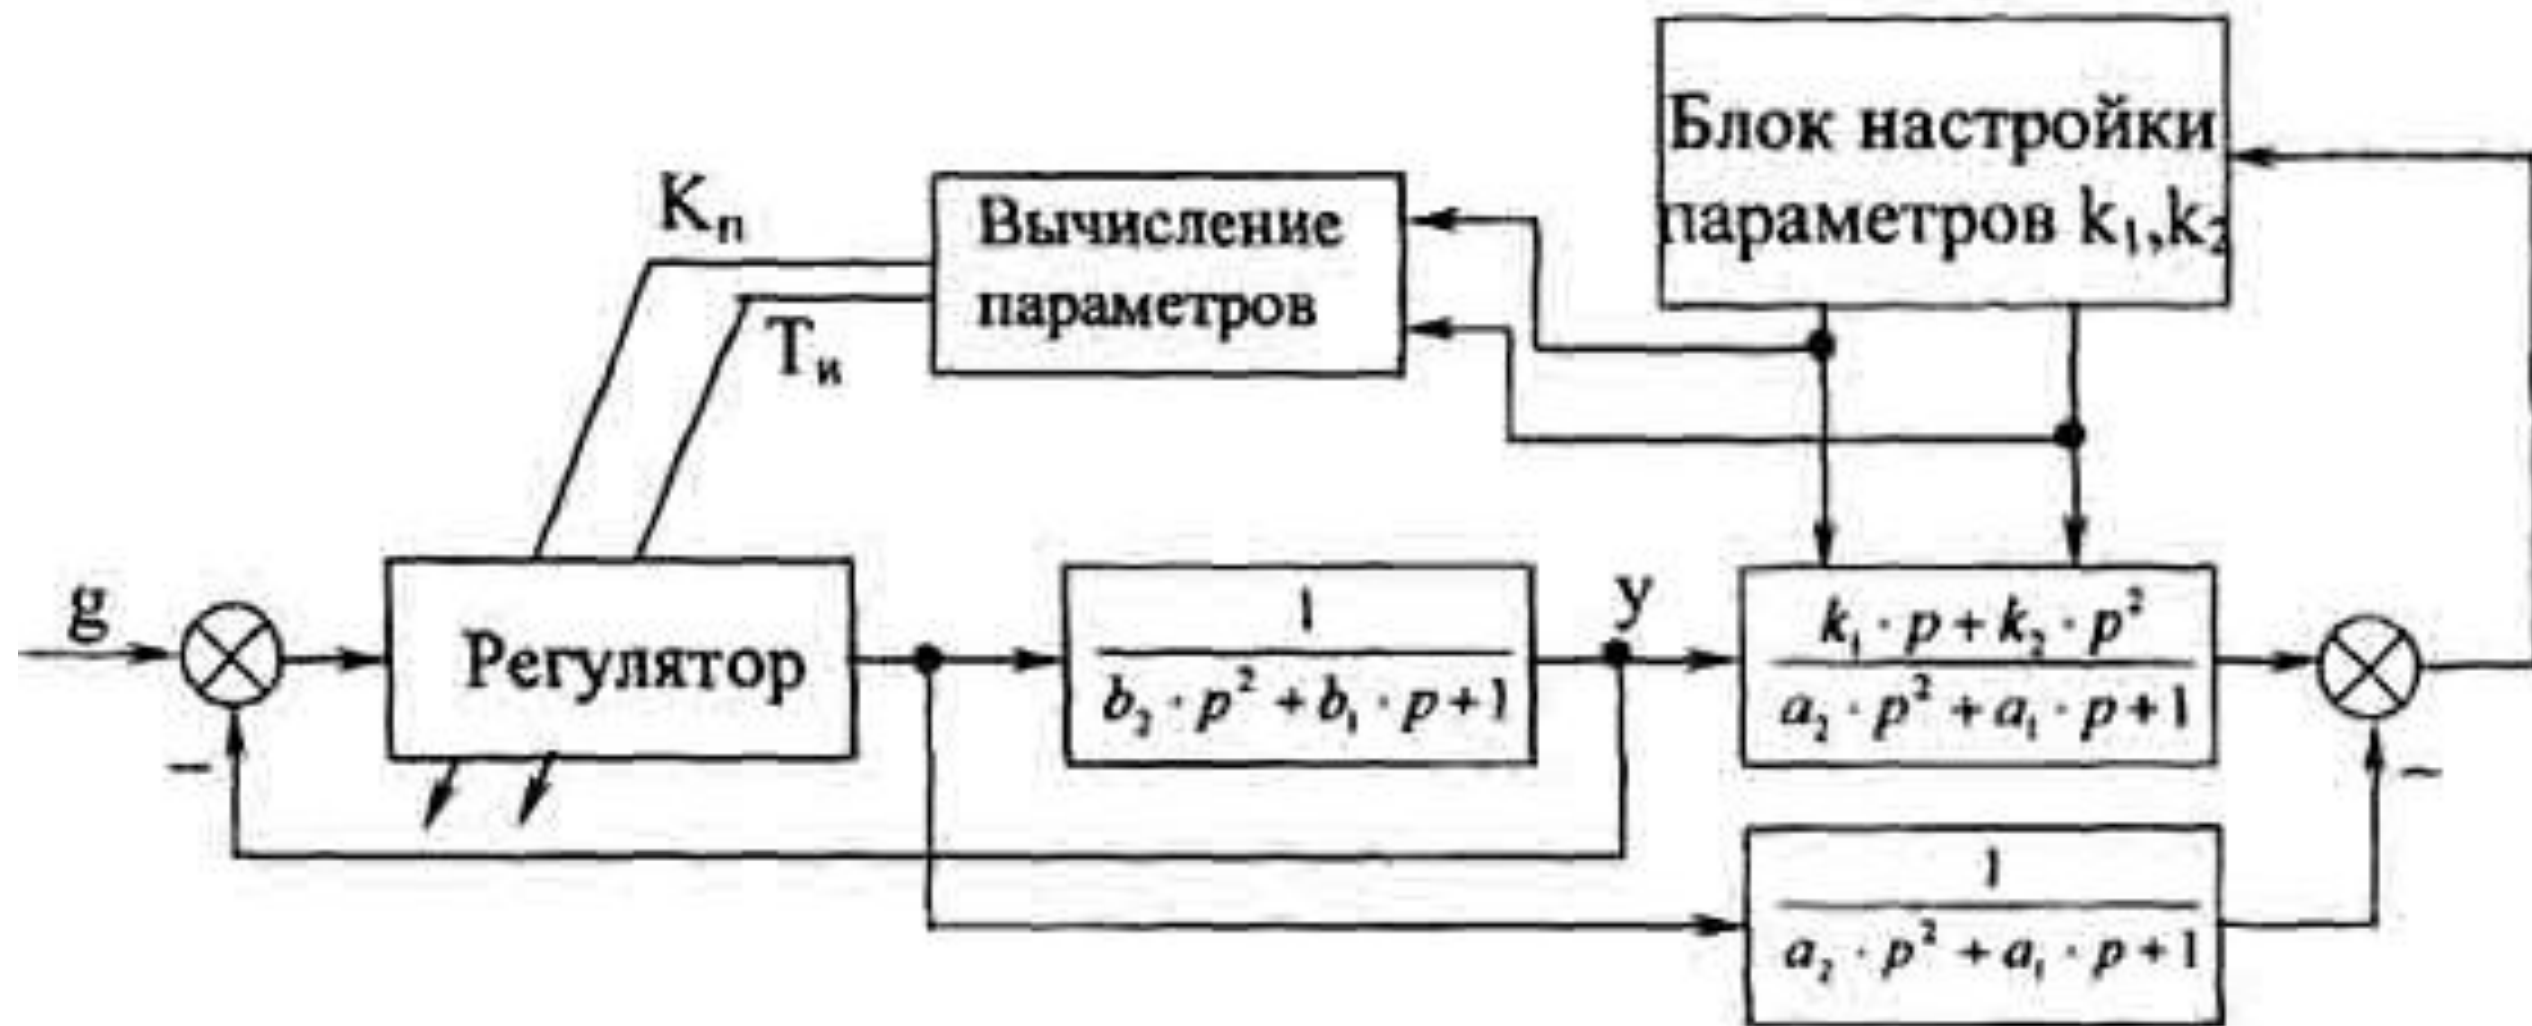 Блок настройки
параметров k₁,k₂
Kп
Вычисление
параметров
Tи
g
Регулятор
1
b₂ · p² + b₁ · p + 1
y
k₁ · p + k₂ · p²
a₂ · p² + a₁ · p + 1
−
−
1
a₂ · p² + a₁ · p + 1